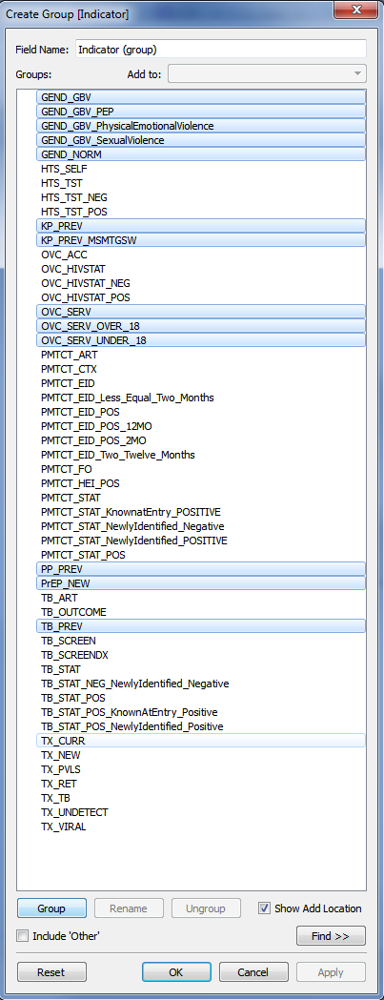 Create Group [Indicator]
Field Name: Indicator (group)
Groups: Add to:
GEND_GBV
GEND_GBV_PEP
GEND_GBV_PhysicalEmotionalViolence
GEND_GBV_SexualViolence
GEND_NORM
HTS_SELF
HTS_TST
HTS_TST_NEG
HTS_TST_POS
KP_PREV
KP_PREV_MSMTGSW
OVC_ACC
OVC_HIVSTAT
OVC_HIVSTAT_NEG
OVC_HIVSTAT_POS
OVC_SERV
OVC_SERV_OVER_18
OVC_SERV_UNDER_18
PMTCT_ART
PMTCT_CTX
PMTCT_EID
PMTCT_EID_Less_Equal_Two_Months
PMTCT_EID_POS
PMTCT_EID_POS_12MO
PMTCT_EID_POS_2MO
PMTCT_EID_Two_Twelve_Months
PMTCT_FO
PMTCT_HEI_POS
PMTCT_STAT
PMTCT_STAT_KnownatEntry_POSITIVE
PMTCT_STAT_NewlyIdentified_Negative
PMTCT_STAT_NewlyIdentified_POSITIVE
PMTCT_STAT_POS
PP_PREV
PrEP_NEW
TB_ART
TB_OUTCOME
TB_PREV
TB_SCREEN
TB_SCREENDX
TB_STAT
TB_STAT_NEG_NewlyIdentified_Negative
TB_STAT_POS
TB_STAT_POS_KnownAtEntry_Positive
TB_STAT_POS_NewlyIdentified_Positive
TX_CURR
TX_NEW
TX_PVLS
TX_RET
TX_TB
TX_UNDETECT
TX_VIRAL
Group Rename Ungroup Show Add Location
Include 'Other' Find >>
Reset OK Cancel Apply